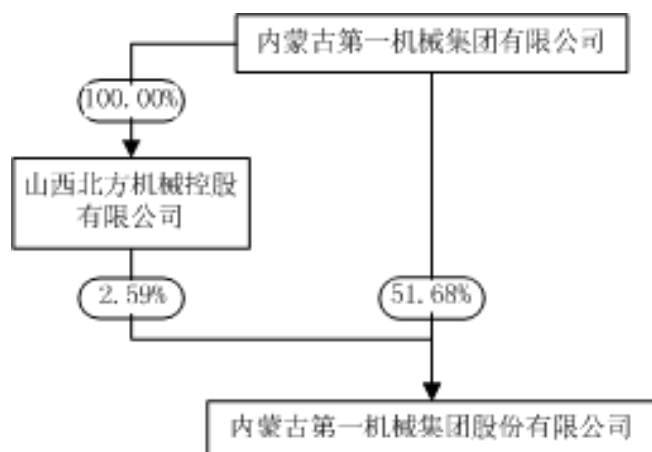 内蒙古第一机械集团有限公司
100.00%
山西北方机械控股
有限公司
2.59%
51.68%
内蒙古第一机械集团股份有限公司